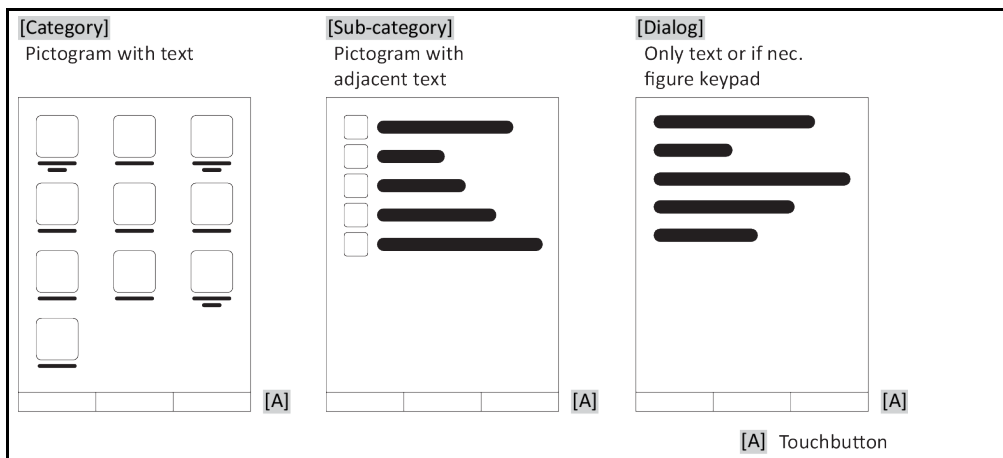 [Category]
Pictogram with text
[Sub-category]
Pictogram with
adjacent text
[Dialog]
Only text or if nec.
figure keypad
[A]
[A]
[A]
[A] Touchbutton